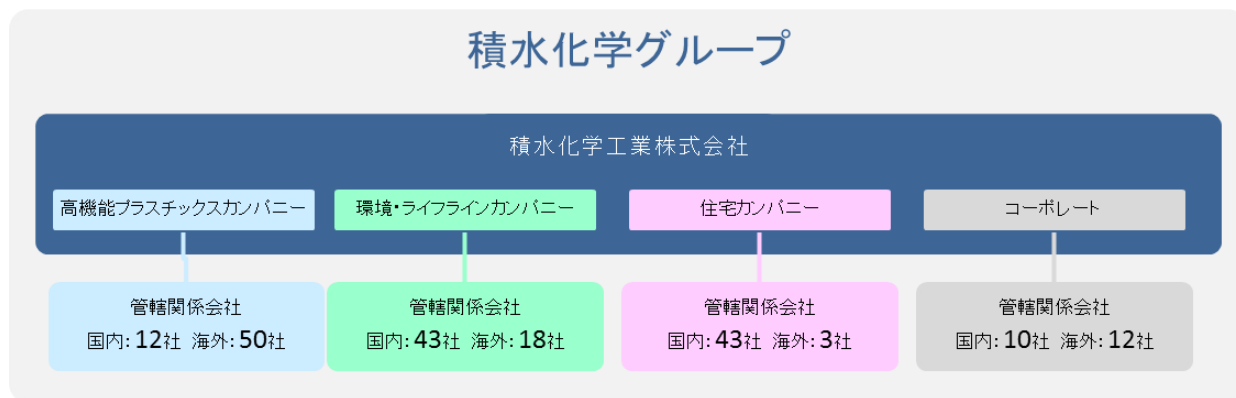 積水化学グループ
積水化学工業株式会社
高機能プラスチックスカンパニー
環境・ライフラインカンパニー
住宅カンパニー
コーポレート
管轄関係会社
国内:12社 海外:50社
管轄関係会社
国内:43社 海外:18社
管轄関係会社
国内:43社 海外:3社
管轄関係会社
国内:10社 海外:12社